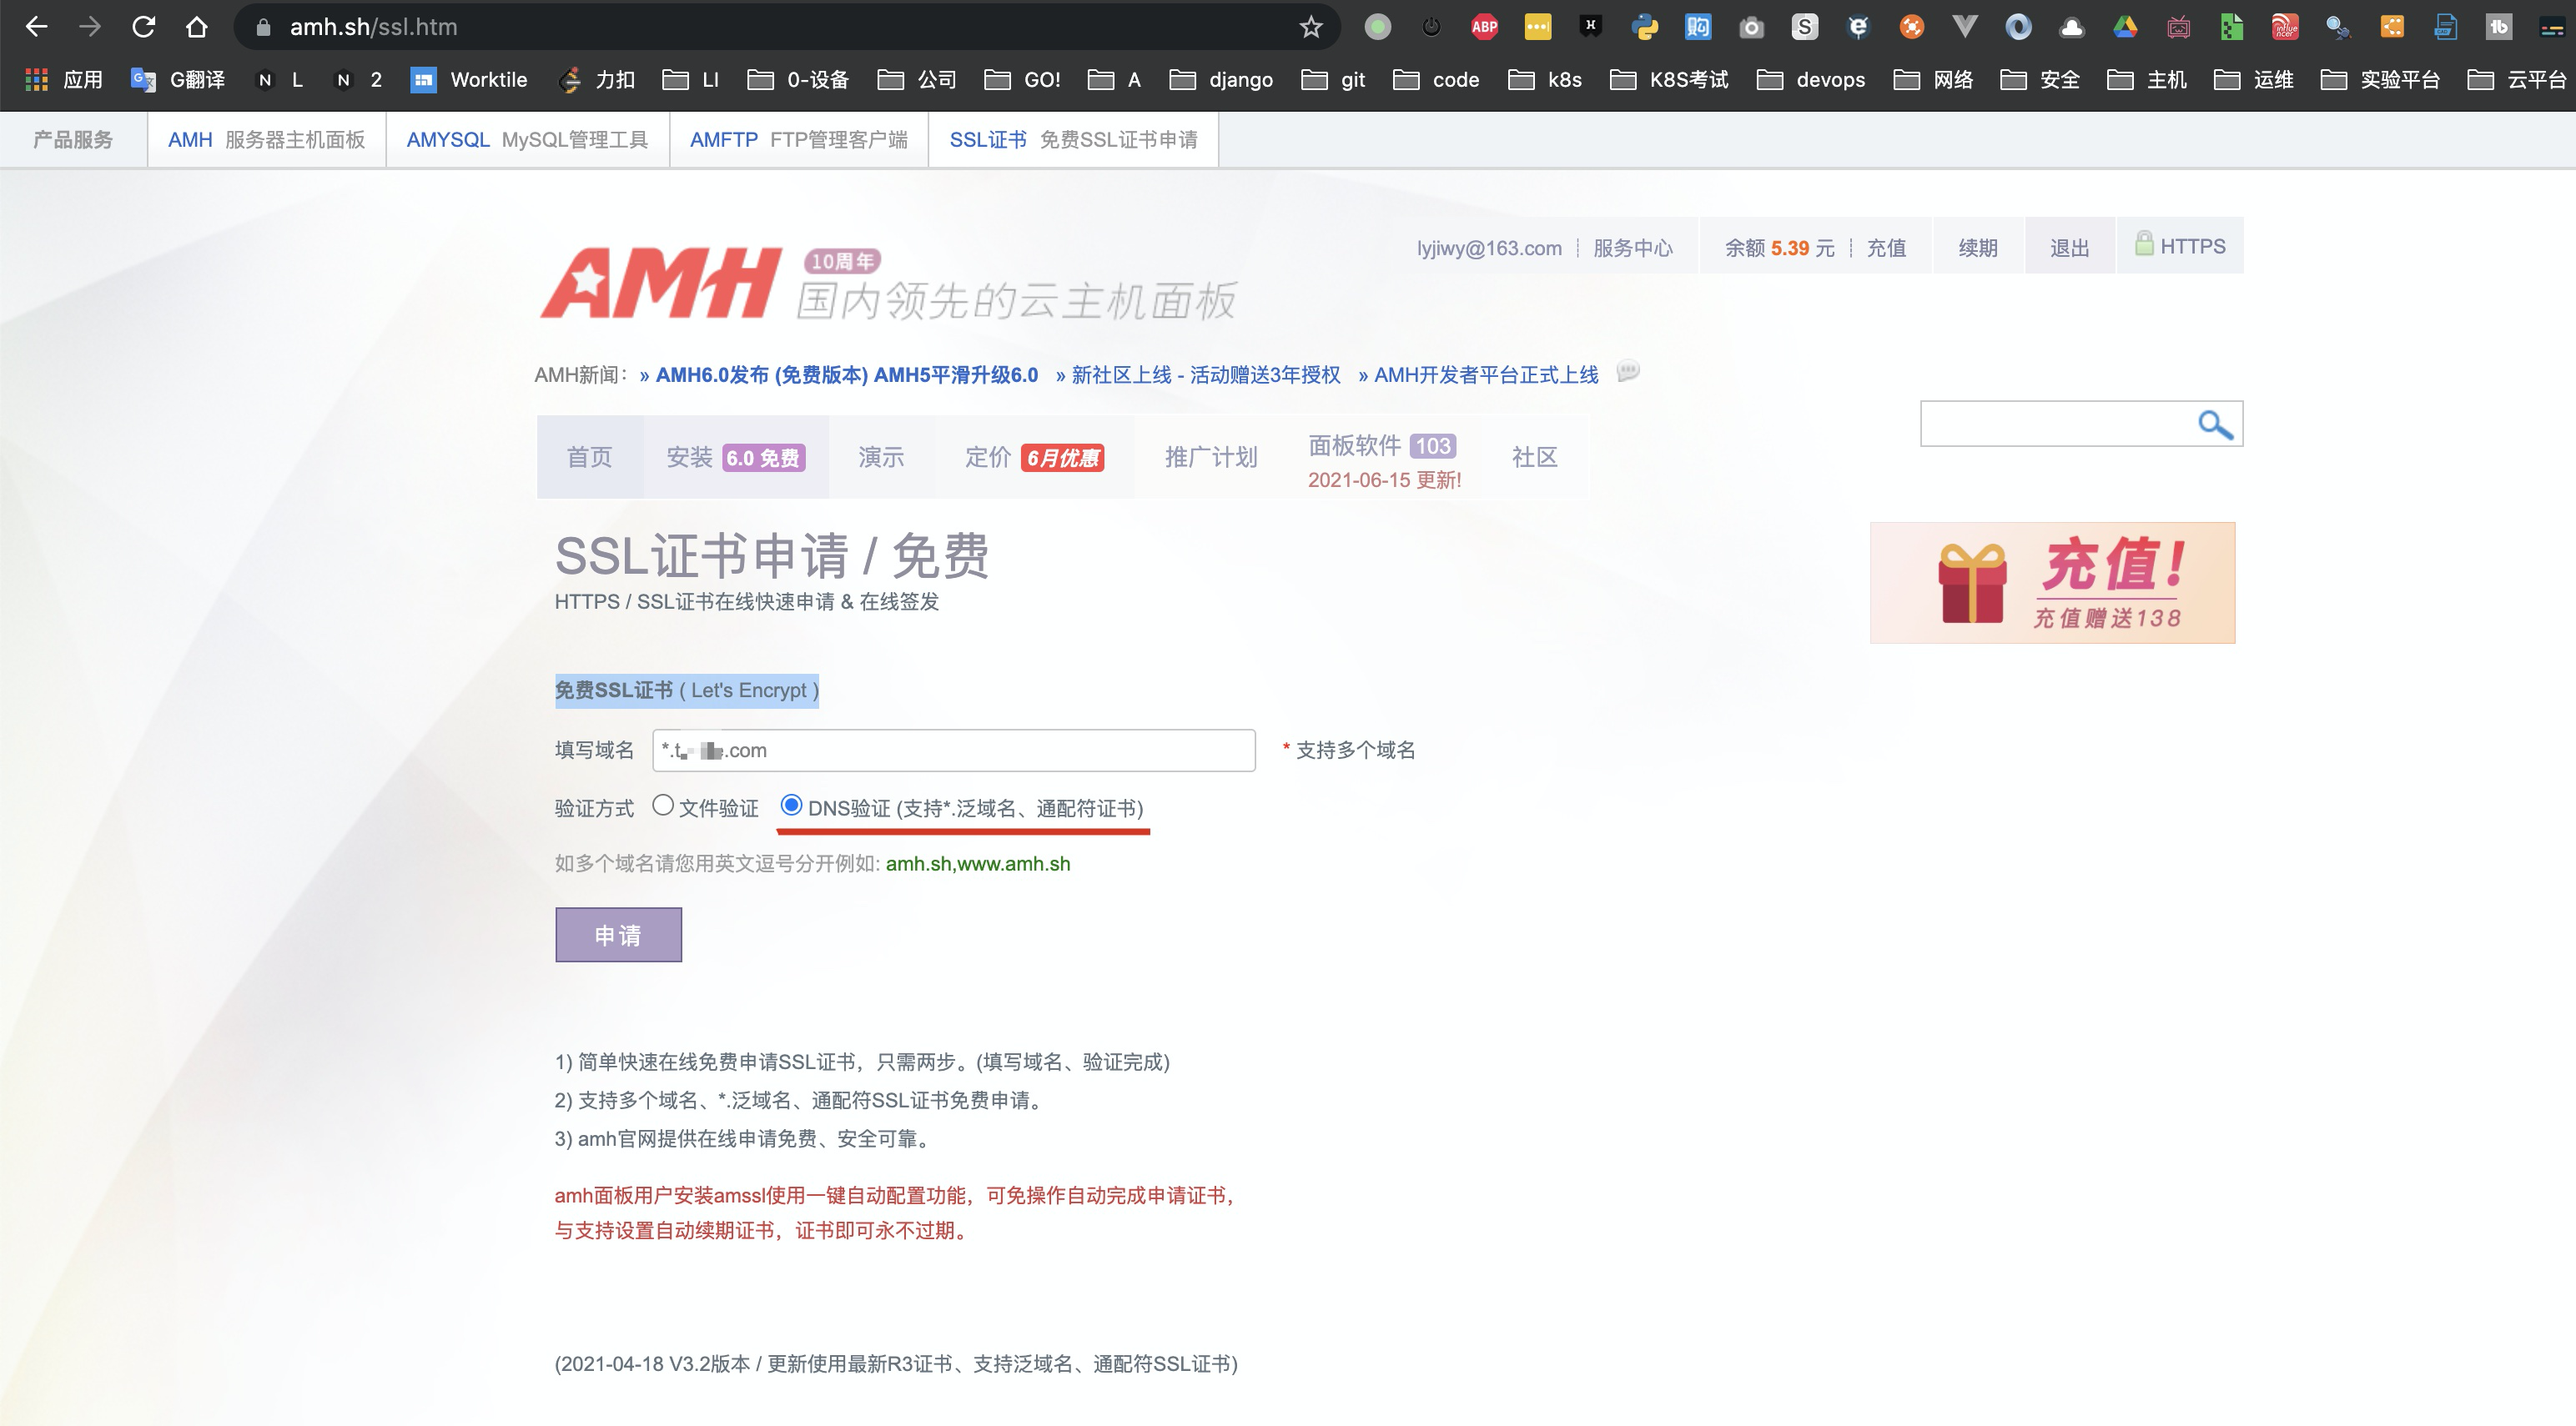 amh.sh/ssl.htm
应用 G翻译 L 2 Worktile 力扣 LI 0-设备 公司 GO! A django git code k8s K8S考试 devops 网络 安全 主机 运维 实验平台 云平台
产品服务 AMH 服务器主机面板 AMYSQL MySQL管理工具 AMFTP FTP管理客户端 SSL证书 免费SSL证书申请
lyjiwy@163.com ┆ 服务中心 余额 5.39 元 ┆ 充值 续期 退出 HTTPS
AMH 10周年
国内领先的云主机面板
AMH新闻： » AMH6.0发布 (免费版本) AMH5平滑升级6.0 » 新社区上线 - 活动赠送3年授权 » AMH开发者平台正式上线
首页 安装 6.0 免费 演示 定价 6月优惠 推广计划 面板软件 103 社区
2021-06-15 更新!
SSL证书申请 / 免费
HTTPS / SSL证书在线快速申请 & 在线签发
充值!
充值赠送138
免费SSL证书 ( Let's Encrypt )
填写域名 *.t .com * 支持多个域名
验证方式 文件验证 DNS验证 (支持*.泛域名、通配符证书)
如多个域名请您用英文逗号分开例如: amh.sh,www.amh.sh
申请
1) 简单快速在线免费申请SSL证书，只需两步。(填写域名、验证完成)
2) 支持多个域名、*.泛域名、通配符SSL证书免费申请。
3) amh官网提供在线申请免费、安全可靠。
amh面板用户安装amssl使用一键自动配置功能，可免操作自动完成申请证书，
与支持设置自动续期证书，证书即可永不过期。
(2021-04-18 V3.2版本 / 更新使用最新R3证书、支持泛域名、通配符SSL证书)